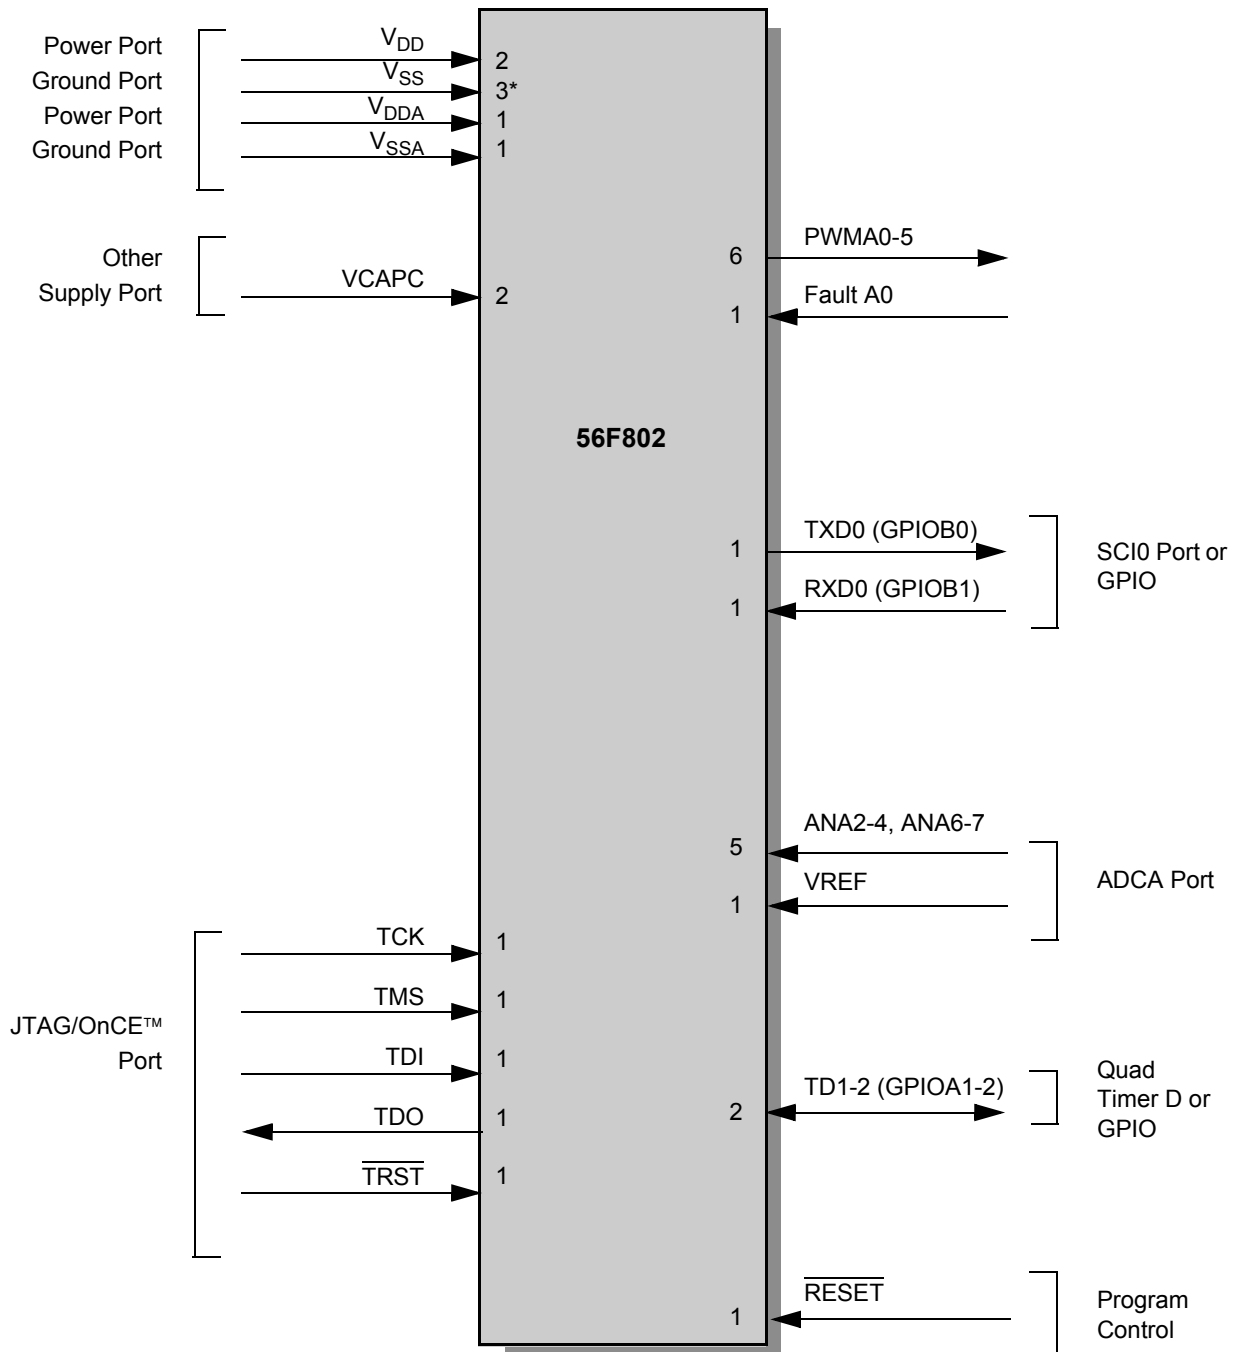 Power Port
VDD
2
Ground Port
VSS
3*
Power Port
VDDA
1
Ground Port
VSSA
1
Other
Supply Port
VCAPC
2
6
PWMA0-5
1
Fault A0
56F802
1
TXD0 (GPIOB0)
1
RXD0 (GPIOB1)
SCI0 Port or
GPIO
5
ANA2-4, ANA6-7
1
VREF
ADCA Port
JTAG/OnCE™
Port
TCK
1
TMS
1
TDI
1
TDO
1
TRST
1
2
TD1-2 (GPIOA1-2)
Quad
Timer D or
GPIO
1
RESET
Program
Control